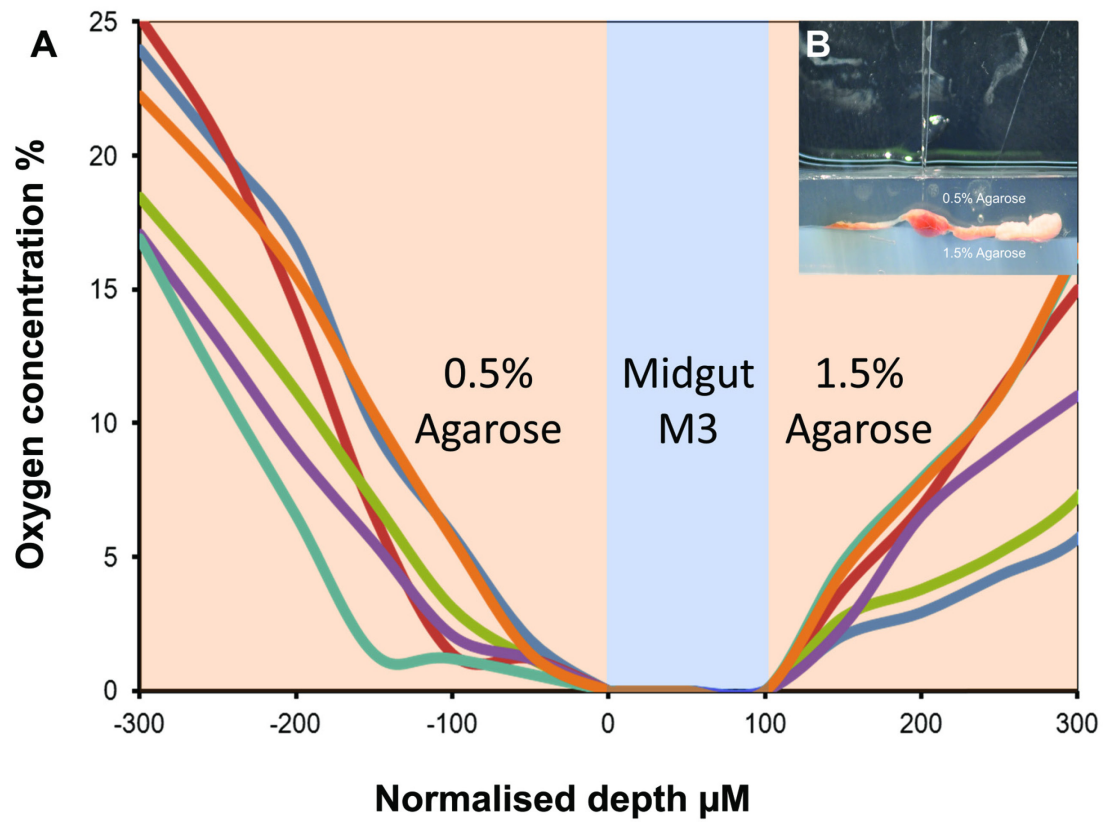 A
B
25
20
15
10
5
0
Oxygen concentration %
0.5% Agarose
1.5% Agarose
0.5%
Agarose
Midgut
M3
1.5%
Agarose
-300 -200 -100 0 100 200 300
Normalised depth µM